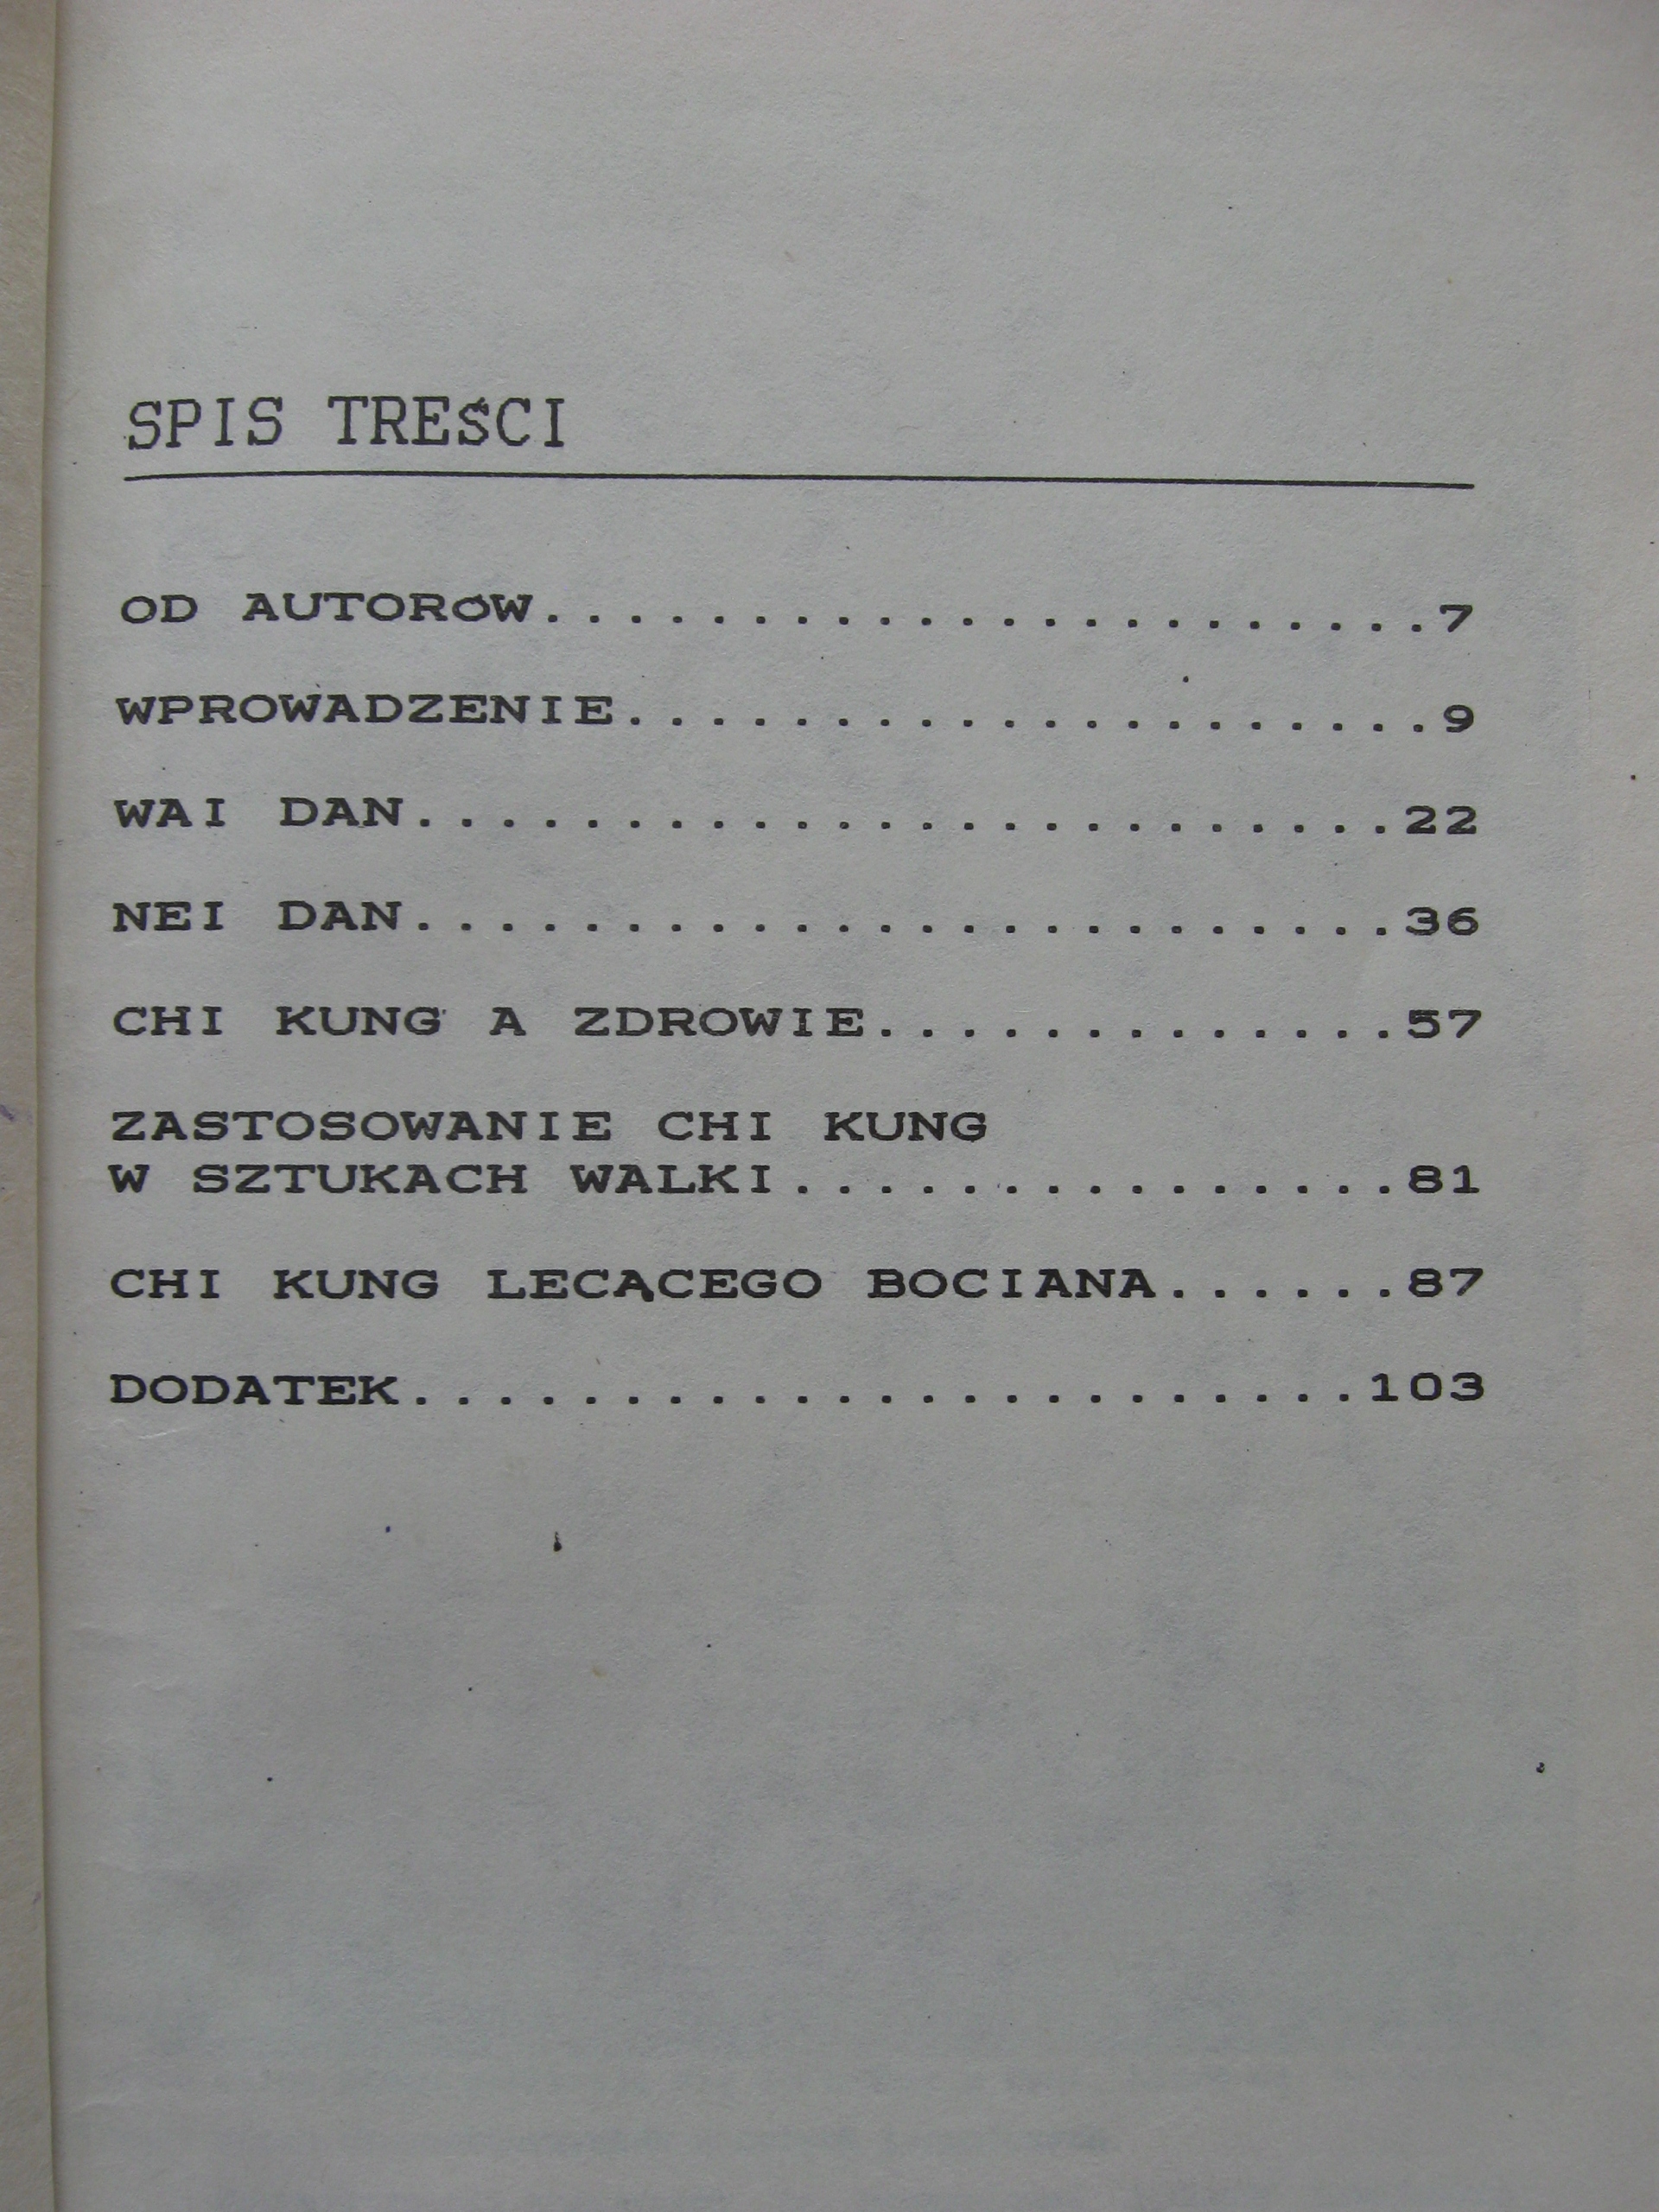 SPIS TREŚCI
OD AUTORÓW......................7
WPROWADZENIE....................9
WAI DAN........................22
NEI DAN........................36
CHI KUNG A ZDROWIE.............57
ZASTOSOWANIE CHI KUNG
W SZTUKACH WALKI...............81
CHI KUNG LECĄCEGO BOCIANA......87
DODATEK.......................103